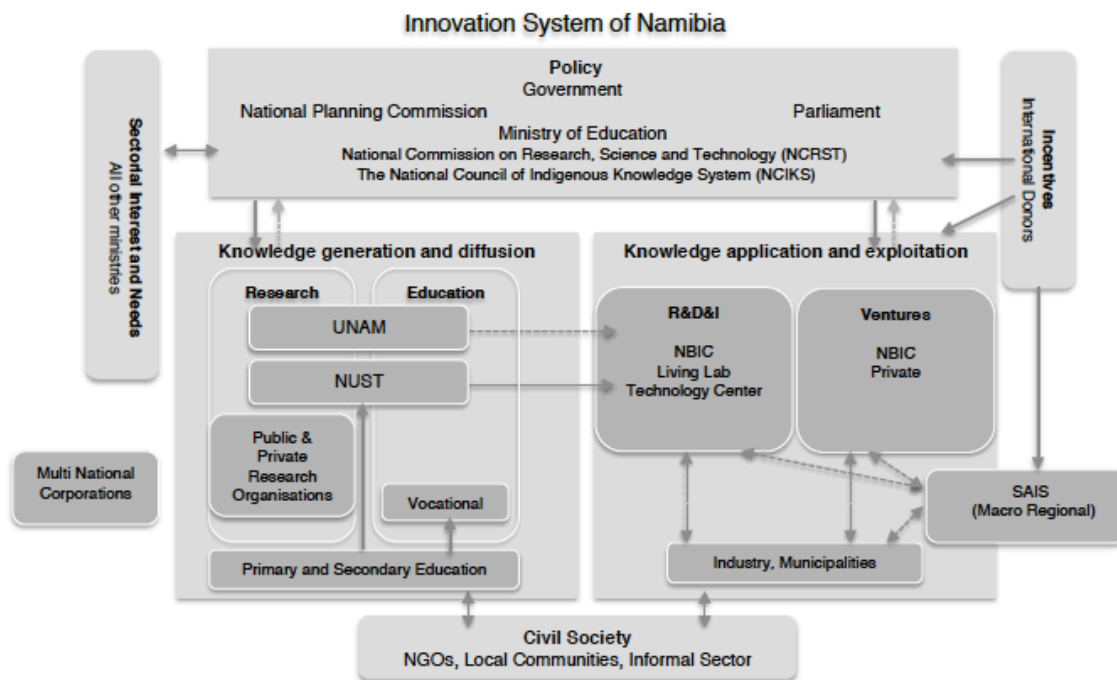 Innovation System of Namibia
Sectorial Interest and Needs
All other ministries
Policy
Government
National Planning Commission
Parliament
Ministry of Education
National Commission on Research, Science and Technology (NCRST)
The National Council of Indigenous Knowledge System (NCIKS)
Incentives
International Donors
Knowledge generation and diffusion
Research
Education
UNAM
NUST
Public &
Private
Research
Organisations
Vocational
Primary and Secondary Education
Knowledge application and exploitation
R&D&I
NBIC
Living Lab
Technology Center
Ventures
NBIC
Private
Industry, Municipalities
Multi National
Corporations
SAIS
(Macro Regional)
Civil Society
NGOs, Local Communities, Informal Sector